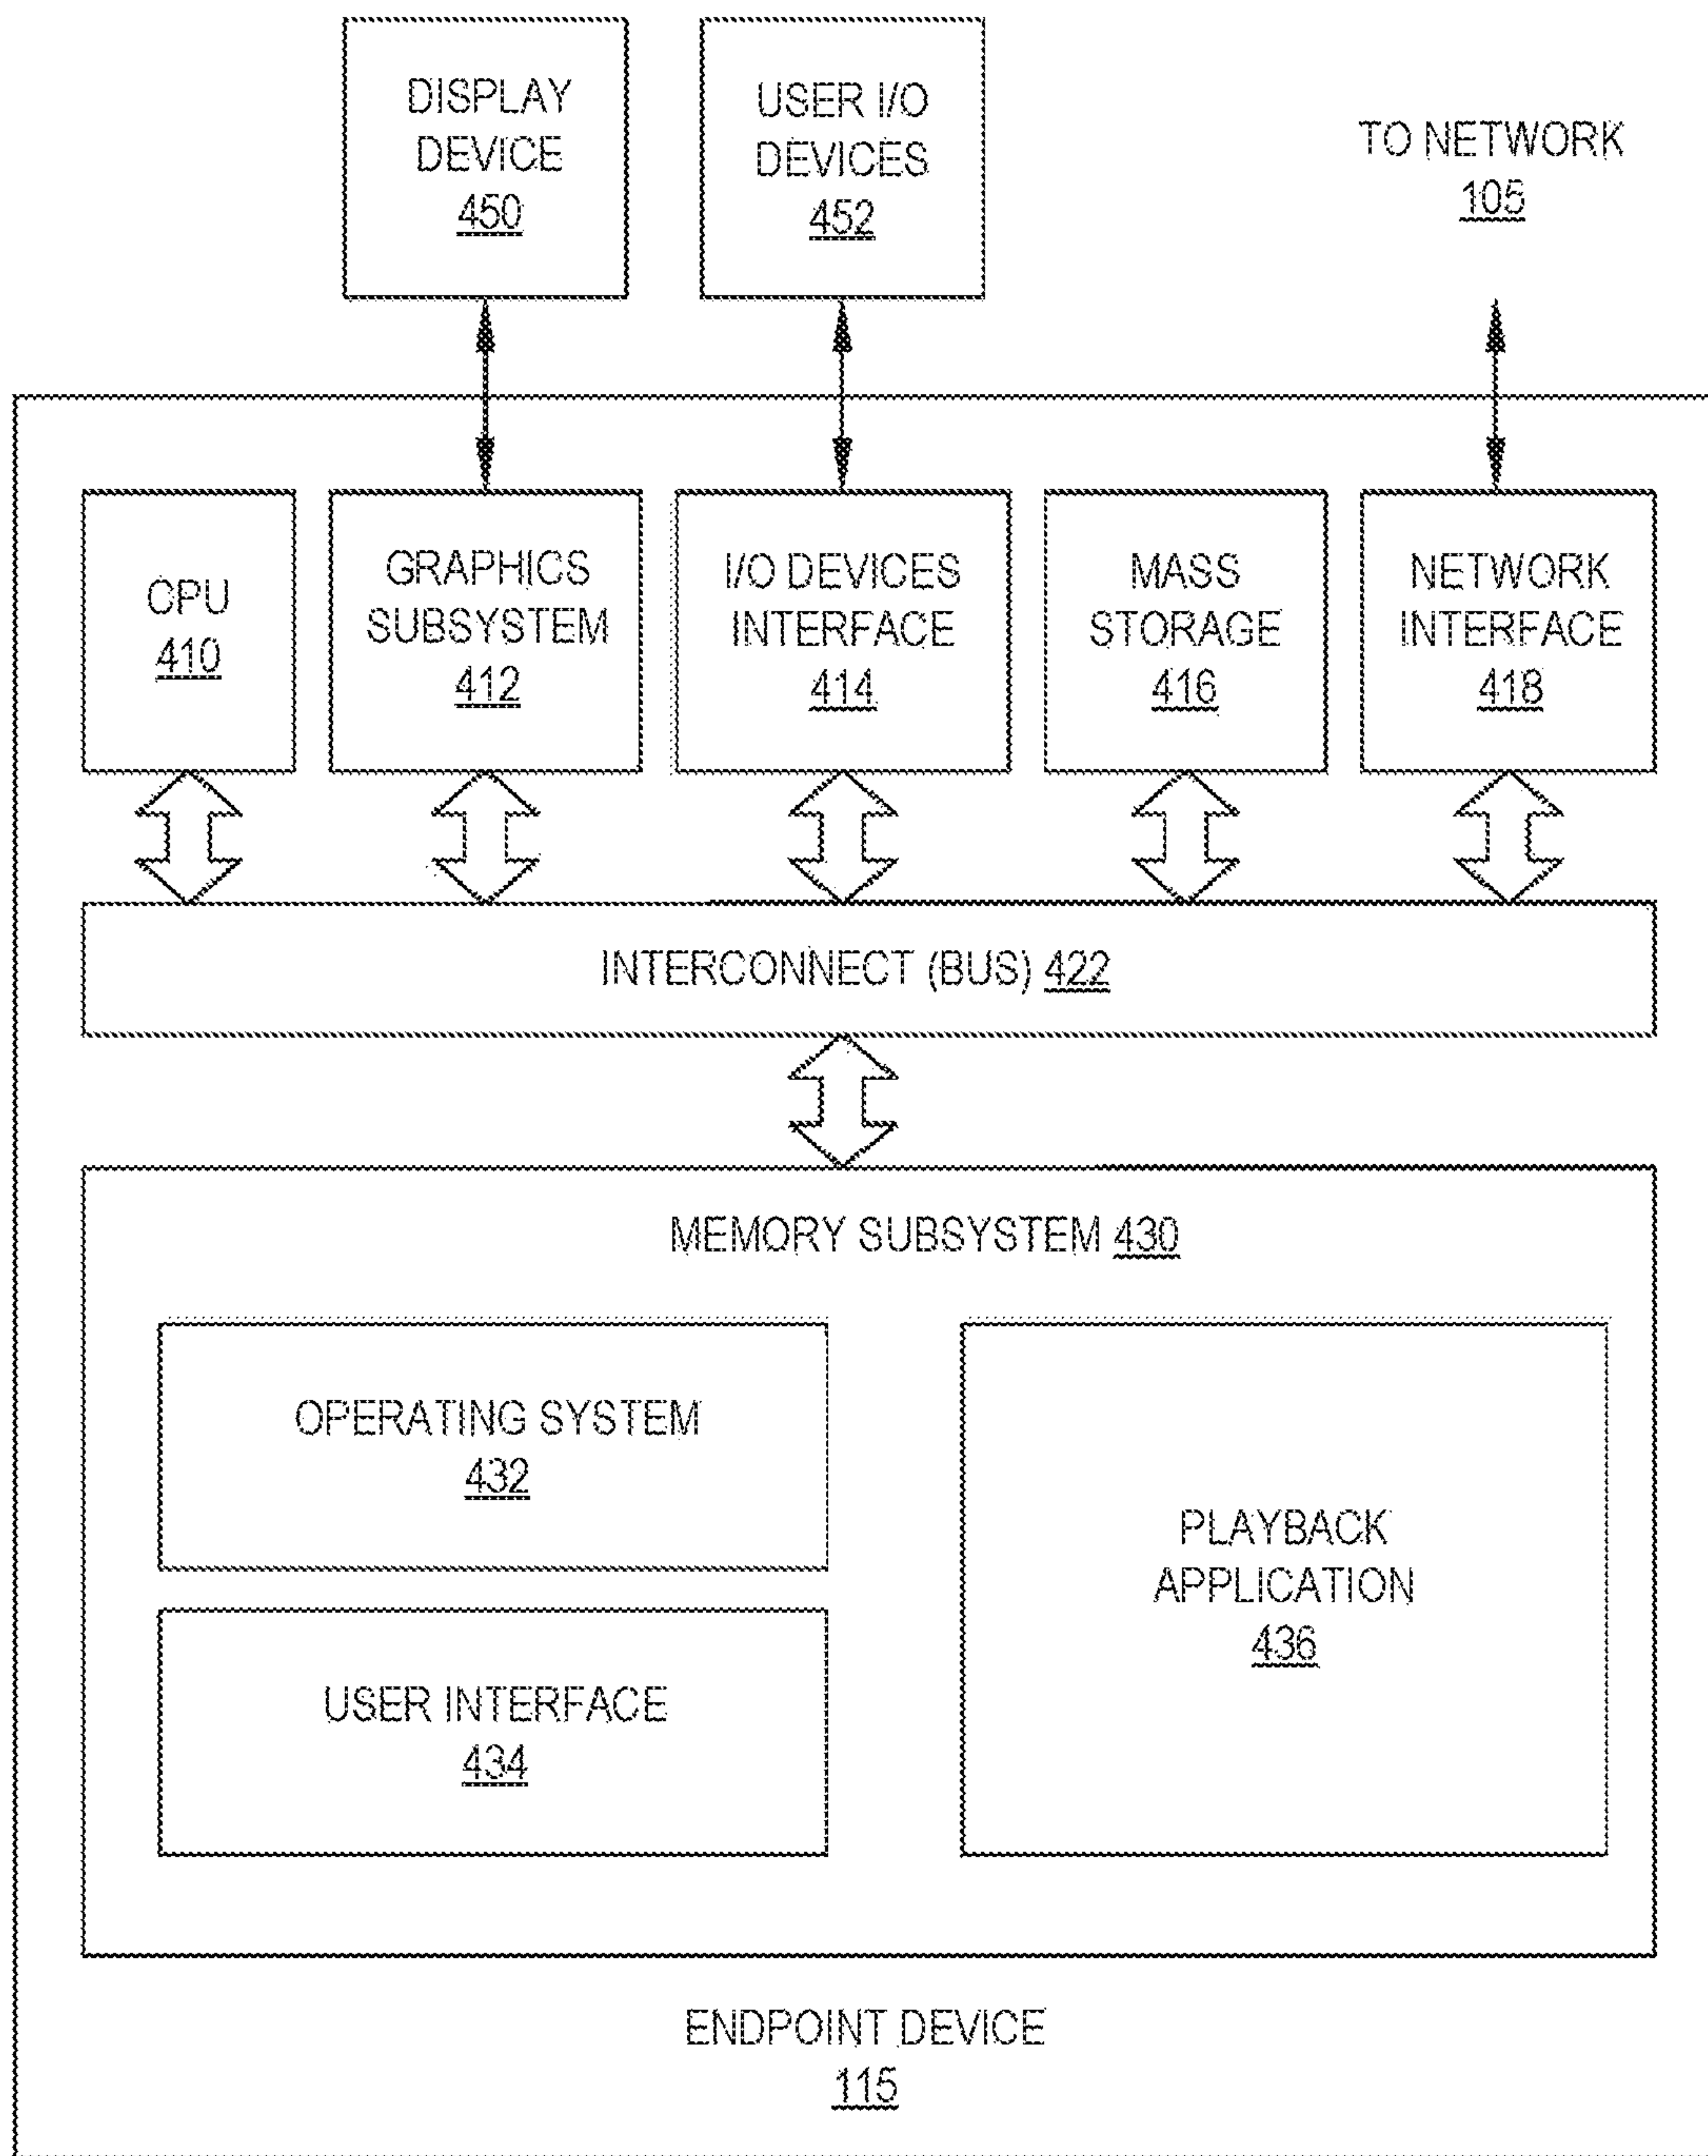 DISPLAY
DEVICE
450
USER I/O
DEVICES
452
TO NETWORK
105
CPU
410
GRAPHICS
SUBSYSTEM
412
I/O DEVICES
INTERFACE
414
MASS
STORAGE
416
NETWORK
INTERFACE
418
INTERCONNECT (BUS) 422
MEMORY SUBSYSTEM 430
OPERATING SYSTEM
432
USER INTERFACE
434
PLAYBACK
APPLICATION
436
ENDPOINT DEVICE
115